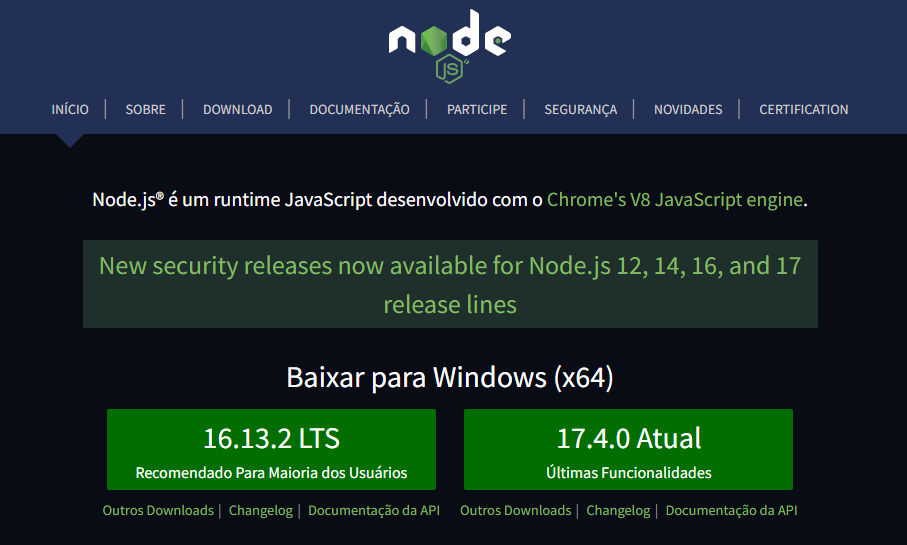 node
JS
INÍCIO | SOBRE | DOWNLOAD | DOCUMENTAÇÃO | PARTICIPE | SEGURANÇA | NOVIDADES | CERTIFICATION
Node.js® é um runtime JavaScript desenvolvido com o Chrome's V8 JavaScript engine.
New security releases now available for Node.js 12, 14, 16, and 17
release lines
Baixar para Windows (x64)
16.13.2 LTS
Recomendado Para Maioria dos Usuários
17.4.0 Atual
Últimas Funcionalidades
Outros Downloads | Changelog | Documentação da API
Outros Downloads | Changelog | Documentação da API